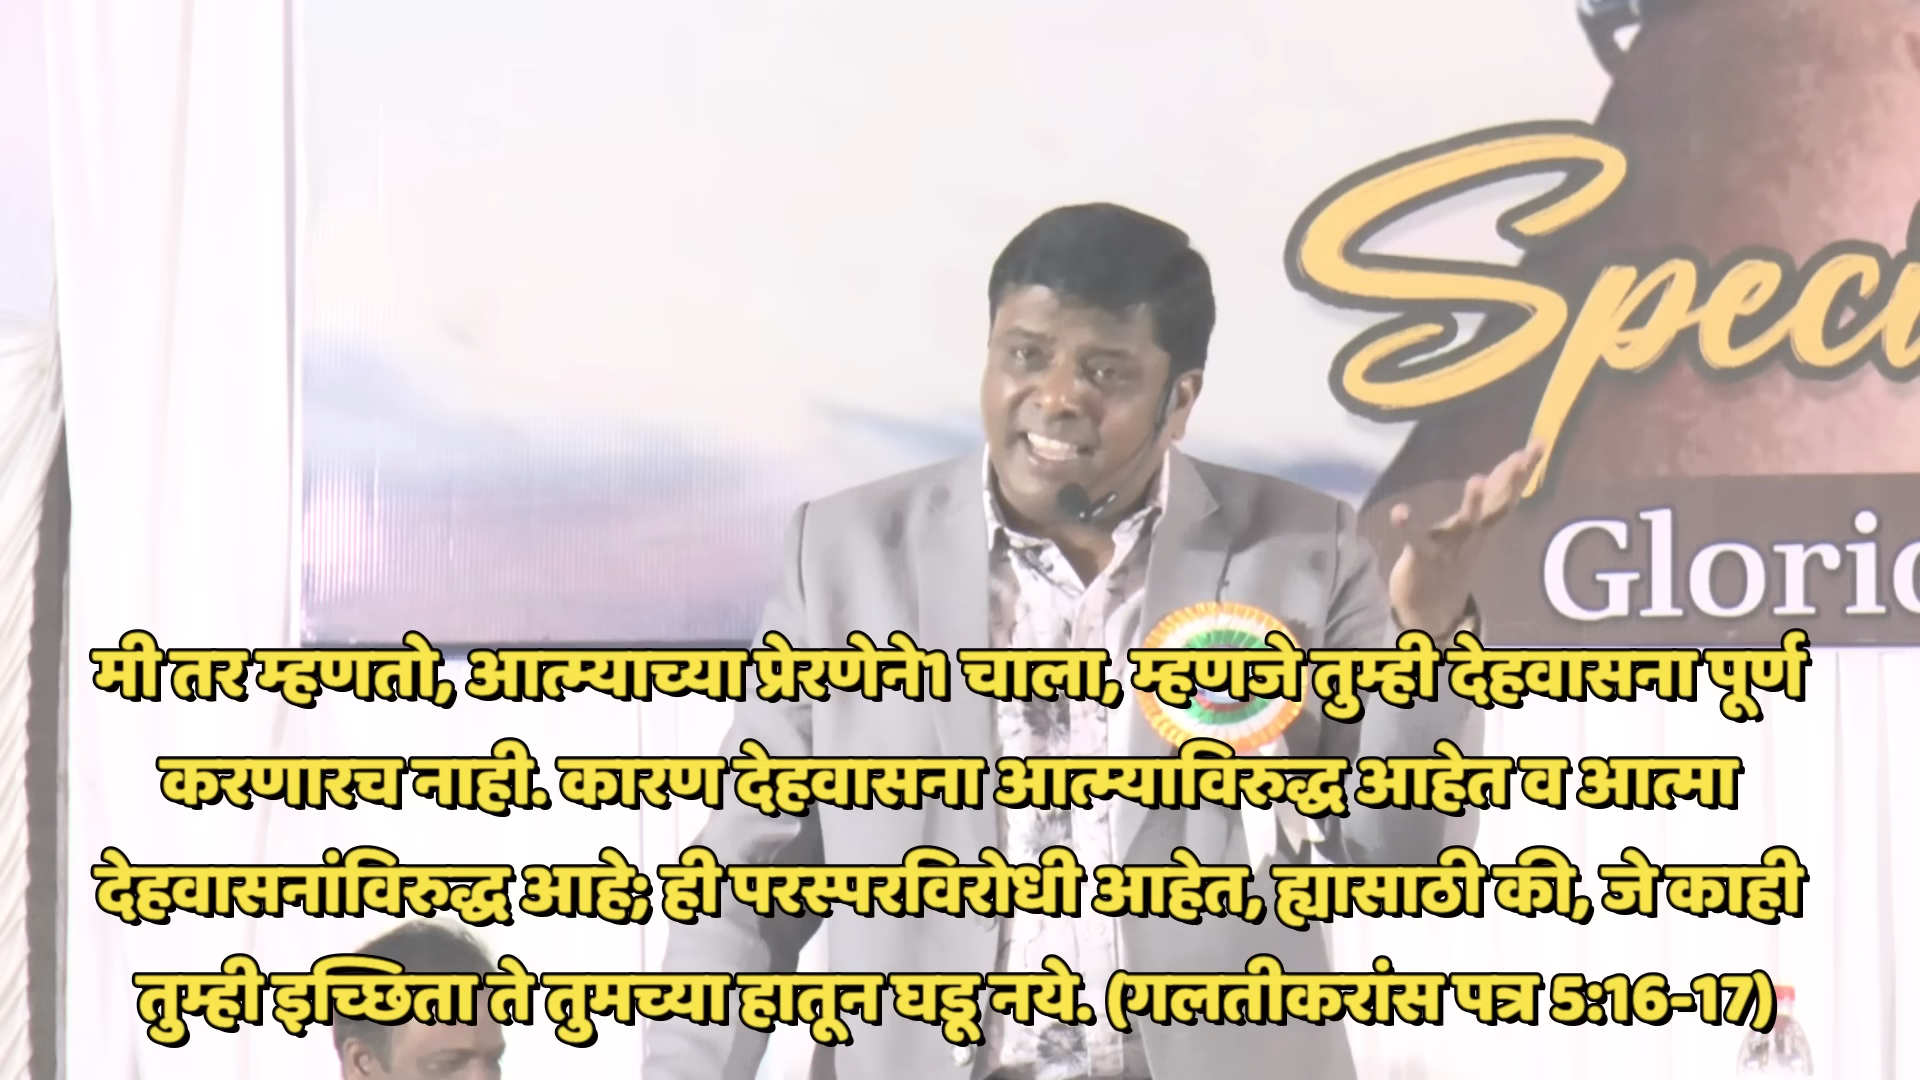 Speci
Glorio
मी तर म्हणतो, आत्म्याच्या प्रेरणेने1 चाला, म्हणजे तुम्ही देहवासना पूर्ण
करणारच नाही. कारण देहवासना आत्म्याविरुद्ध आहेत व आत्मा
देहवासनांविरुद्ध आहे; ही परस्परविरोधी आहेत, ह्यासाठी की, जे काही
तुम्ही इच्छिता ते तुमच्या हातून घडू नये. (गलतीकरांस पत्र 5:16-17)